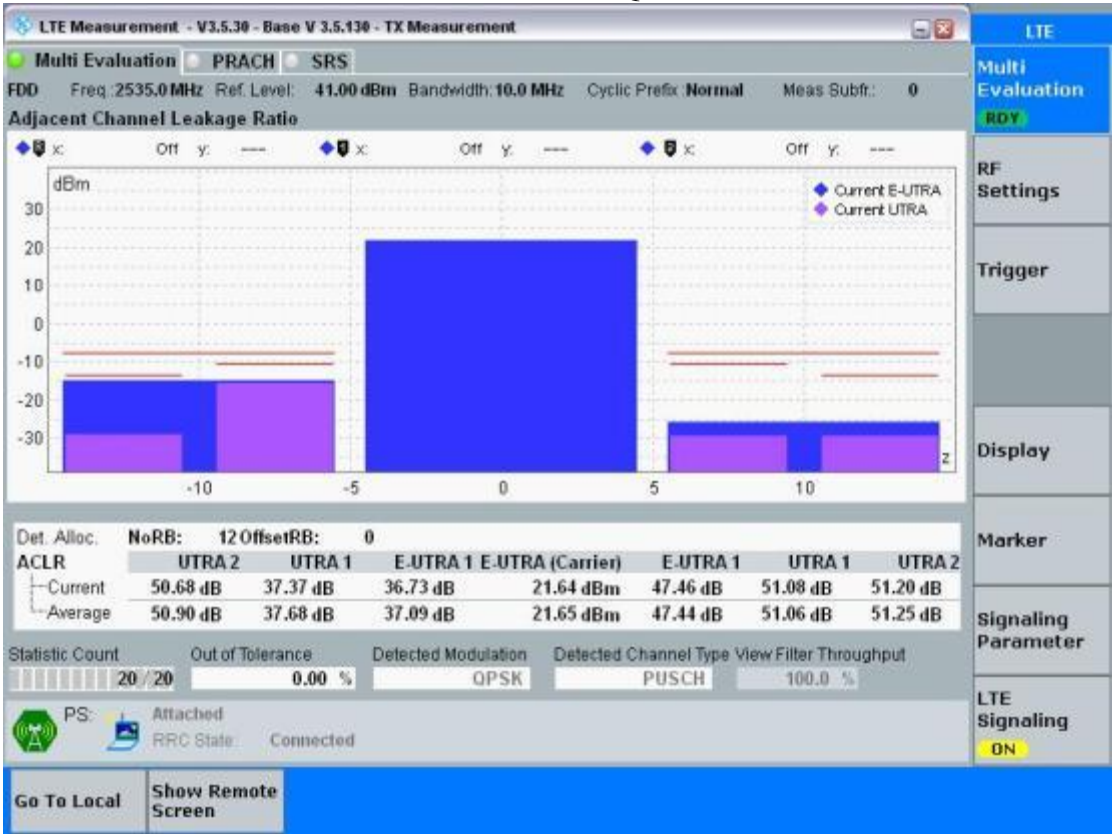 LTE Measurement - V3.5.30 - Base V 3.5.130 - TX Measurement
Multi Evaluation PRACH SRS
FDD Freq.:2535.0 MHz Ref. Level: 41.00 dBm Bandwidth: 10.0 MHz Cyclic Prefix :Normal Meas Subfr.: 0
Adjacent Channel Leakage Ratio
x: Off y: --- x: Off y: --- x: Off y: ---
dBm
Current E-UTRA
Current UTRA
30
20
10
0
-10
-20
-30
z
-10 -5 0 5 10
Det. Alloc. NoRB: 12 OffsetRB: 0
ACLR UTRA 2 UTRA 1 E-UTRA 1 E-UTRA (Carrier) E-UTRA 1 UTRA 1 UTRA 2
Current 50.68 dB 37.37 dB 36.73 dB 21.64 dBm 47.46 dB 51.08 dB 51.20 dB
Average 50.90 dB 37.68 dB 37.09 dB 21.65 dBm 47.44 dB 51.06 dB 51.25 dB
Statistic Count Out of Tolerance Detected Modulation Detected Channel Type View Filter Throughput
20 / 20 0.00 % QPSK PUSCH 100.0 %
PS: Attached
RRC State: Connected
Go To Local
Show Remote
Screen
LTE
Multi
Evaluation
RDY
RF
Settings
Trigger
Display
Marker
Signaling
Parameter
LTE
Signaling
ON